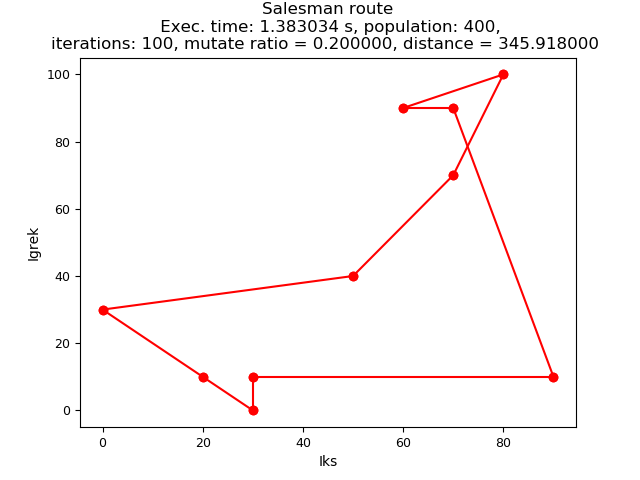 Salesman route
Exec. time: 1.383034 s, population: 400,
iterations: 100, mutate ratio = 0.200000, distance = 345.918000
100
80
60
40
20
0
Igrek
0 20 40 60 80
Iks